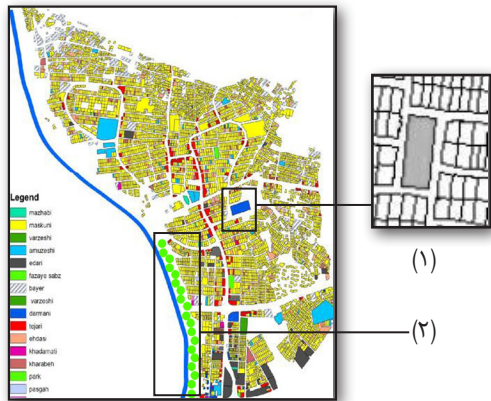 Legend
mazhabi
maskuni
varzeshi
amuzeshi
edari
fazaye sabz
bayer
varzeshi
darmani
tejari
ehdasi
khadamati
kharabeh
park
pasgah
(۱)
(۲)